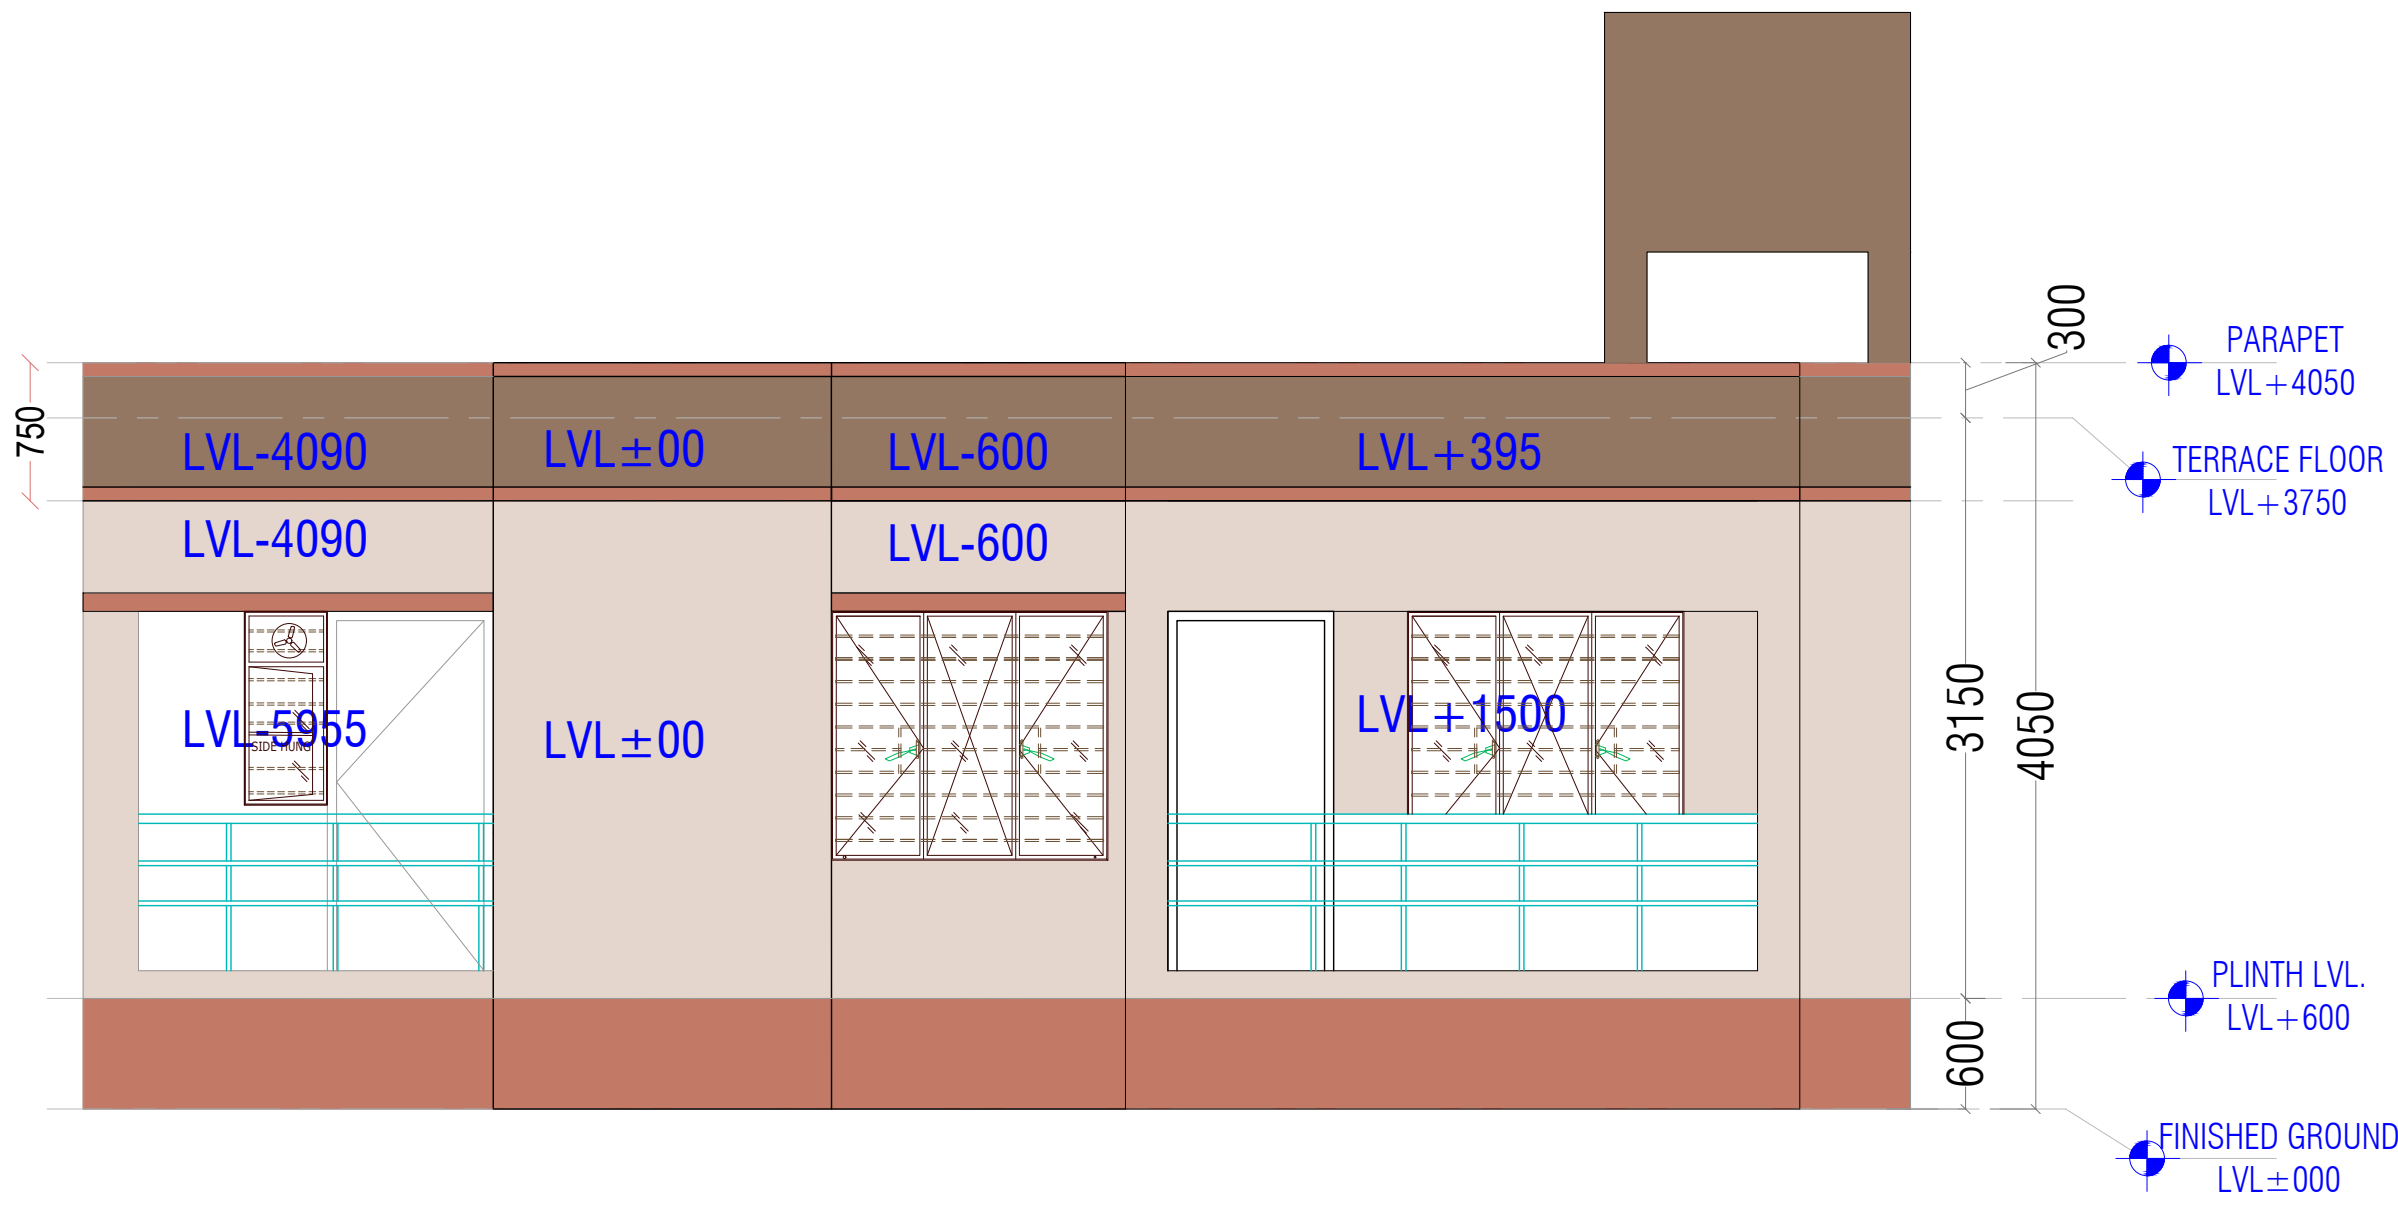 300
PARAPET
LVL+4050
750
LVL-4090
LVL±00
LVL-600
LVL+395
TERRACE FLOOR
LVL+3750
LVL-4090
LVL-600
LVL-5955
SIDE HUNG
LVL±00
LVL+1500
3150
4050
PLINTH LVL.
LVL+600
600
FINISHED GROUND
LVL±000